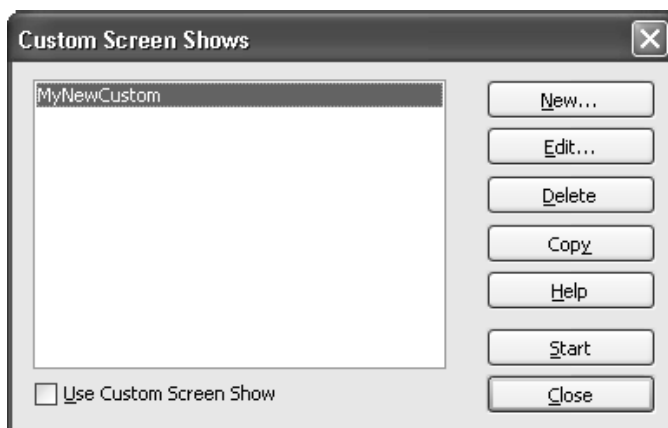 Custom Screen Shows
MyNewCustom
New...
Edit...
Delete
Copy
Help
Start
Use Custom Screen Show
Close